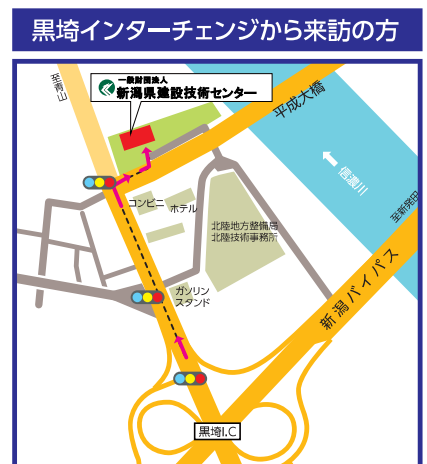 黒埼インターチェンジから来訪の方
至青山
一般財団法人
新潟県建設技術センター
平成大橋
信濃川
至新発田
コンビニ
ホテル
北陸地方整備局
北陸技術事務所
ガソリン
スタンド
新潟バイパス
黒埼I.C